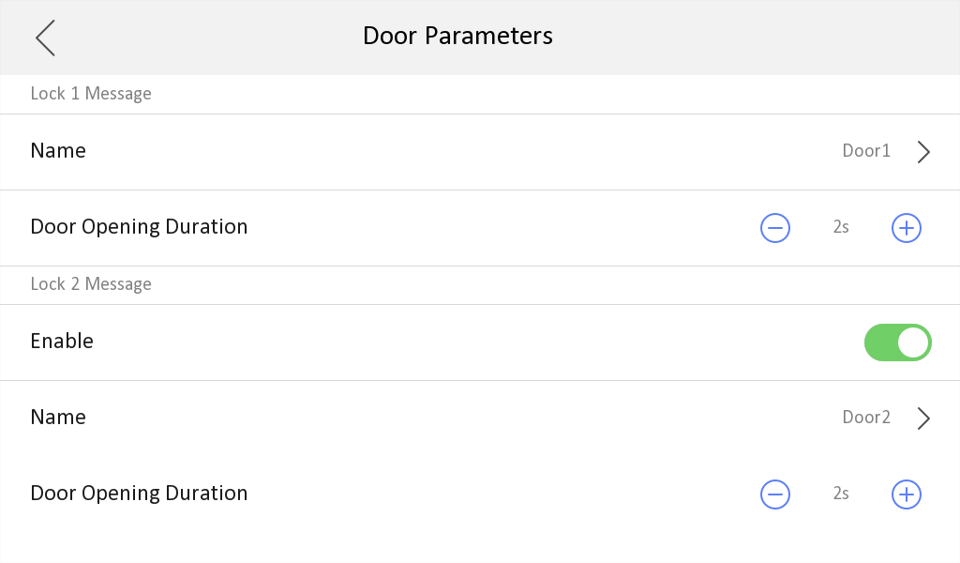 Door Parameters
Lock 1 Message
Name Door1
Door Opening Duration 2s
Lock 2 Message
Enable
Name Door2
Door Opening Duration 2s